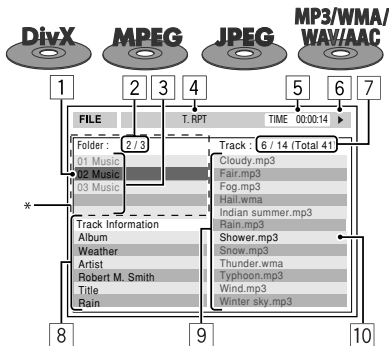 DivX MPEG JPEG MP3/WMA/
WAV/AAC
1 2 3 4 5 6 7
FILE T. RPT TIME 00:00:14
Folder : 2 / 3 Track : 6 / 14 (Total 41)
01 Music
02 Music
03 Music
*
Cloudy.mp3
Fair.mp3
Fog.mp3
Hail.wma
Indian summer.mp3
Rain.mp3
Shower.mp3
Snow.mp3
Thunder.wma
Typhoon.mp3
Wind.mp3
Winter sky.mp3
Track Information
Album
Weather
Artist
Robert M. Smith
Title
Rain
8 9 10